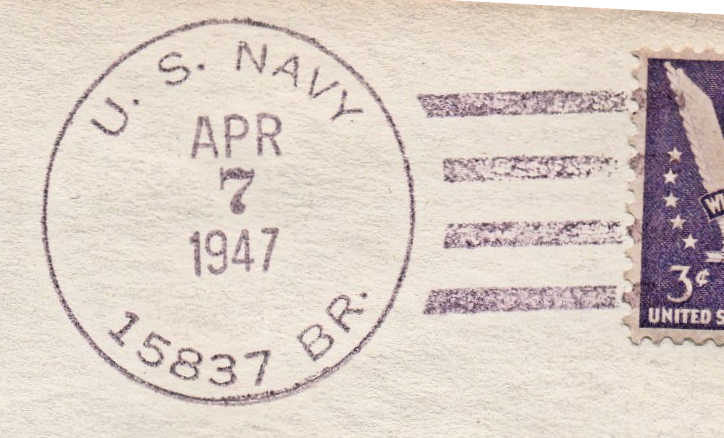 U. S. NAVY
APR
7
1947
15837 BR.
3¢
UNITED